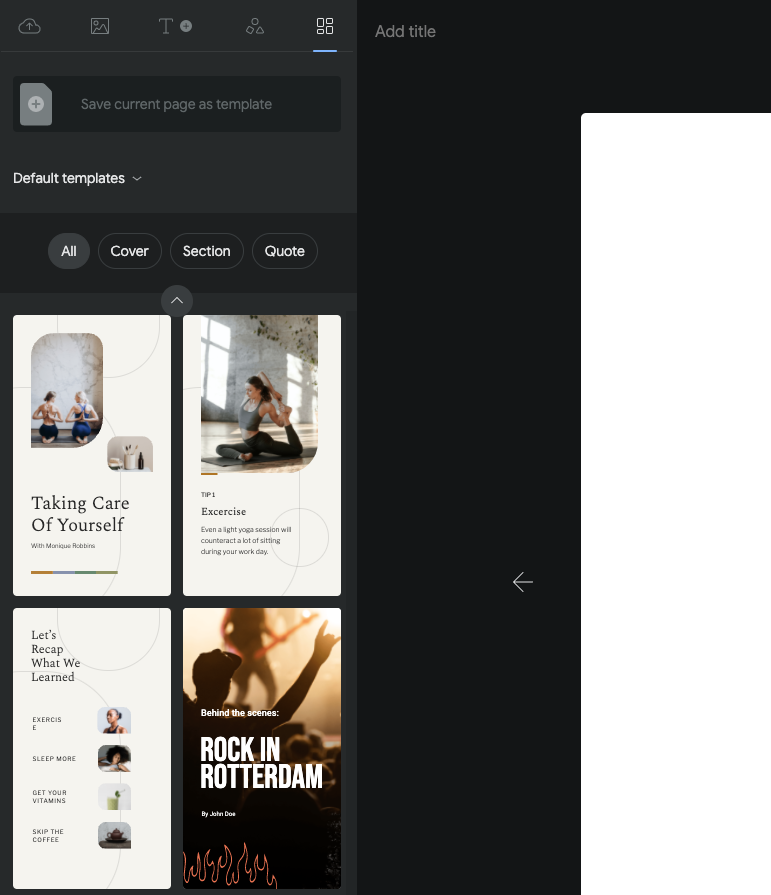 T
Add title
Save current page as template
Default templates
All
Cover
Section
Quote
Taking Care
Of Yourself
With Monique Robbins
TIP 1
Excercise
Even a light yoga session will
counteract a lot of sitting
during your work day.
Let's
Recap
What We
Learned
EXERCIS
E
SLEEP MORE
GET YOUR
VITAMINS
SKIP THE
COFFEE
Behind the scenes:
ROCK IN
ROTTERDAM
By John Doe